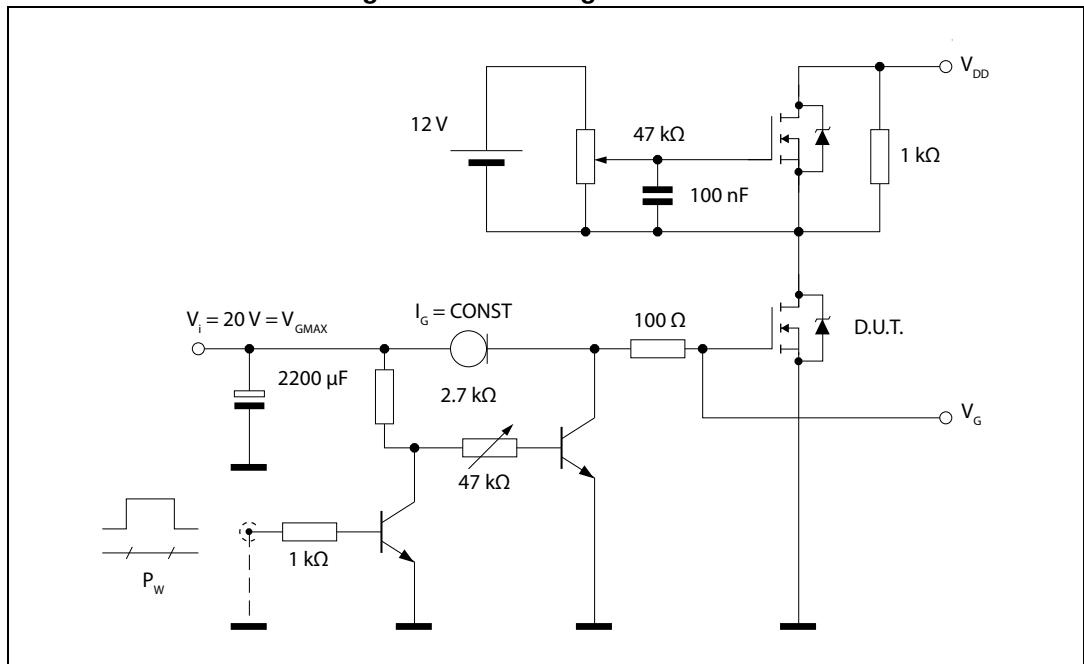 V_DD
12 V
47 kΩ
1 kΩ
100 nF
V_i = 20 V = V_GMAX
I_G = CONST
100 Ω
D.U.T.
2200 µF
2.7 kΩ
V_G
47 kΩ
1 kΩ
P_W